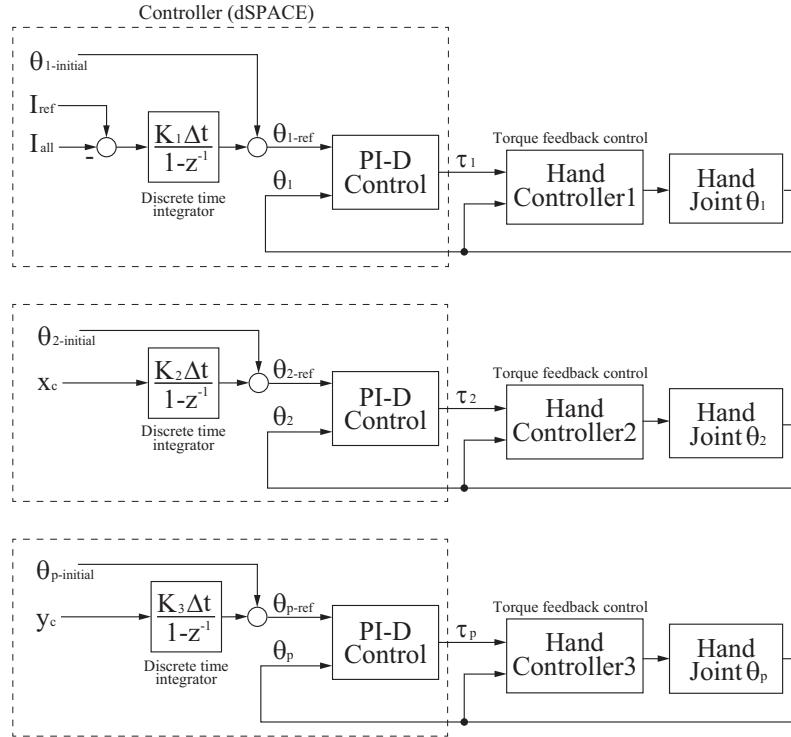 Controller (dSPACE)
θ1-initial
Iref
Iall
-
K1Δt
1-z-1
Discrete time
integrator
θ1-ref
θ1
PI-D
Control
τ1
Torque feedback control
Hand
Controller1
Hand
Joint θ1
θ2-initial
xc
K2Δt
1-z-1
Discrete time
integrator
θ2-ref
θ2
PI-D
Control
τ2
Torque feedback control
Hand
Controller2
Hand
Joint θ2
θp-initial
yc
K3Δt
1-z-1
Discrete time
integrator
θp-ref
θp
PI-D
Control
τp
Torque feedback control
Hand
Controller3
Hand
Joint θp